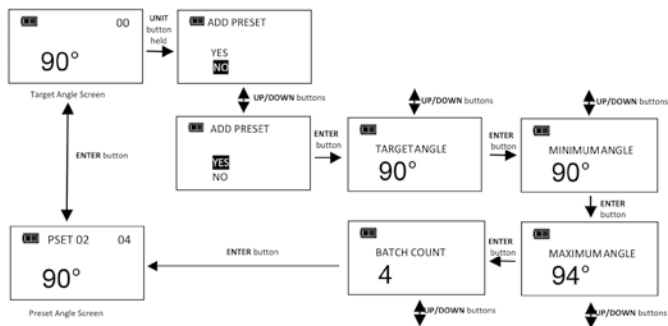 00
90°
Target Angle Screen
UNIT
button
held
ADD PRESET
YES
NO
UP/DOWN buttons
ADD PRESET
YES
NO
ENTER
button
UP/DOWN buttons
TARGET ANGLE
90°
ENTER
button
UP/DOWN buttons
MINIMUM ANGLE
90°
ENTER
button
MAXIMUM ANGLE
94°
UP/DOWN buttons
ENTER
button
BATCH COUNT
4
UP/DOWN buttons
ENTER button
PSET 02 04
90°
Preset Angle Screen
ENTER button